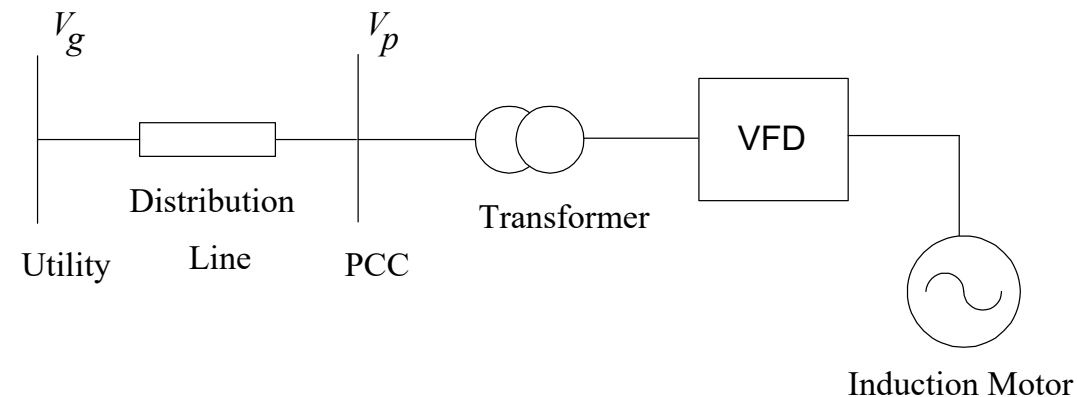 Vg
Vp
VFD
Distribution
Line
Transformer
Utility
PCC
Induction Motor